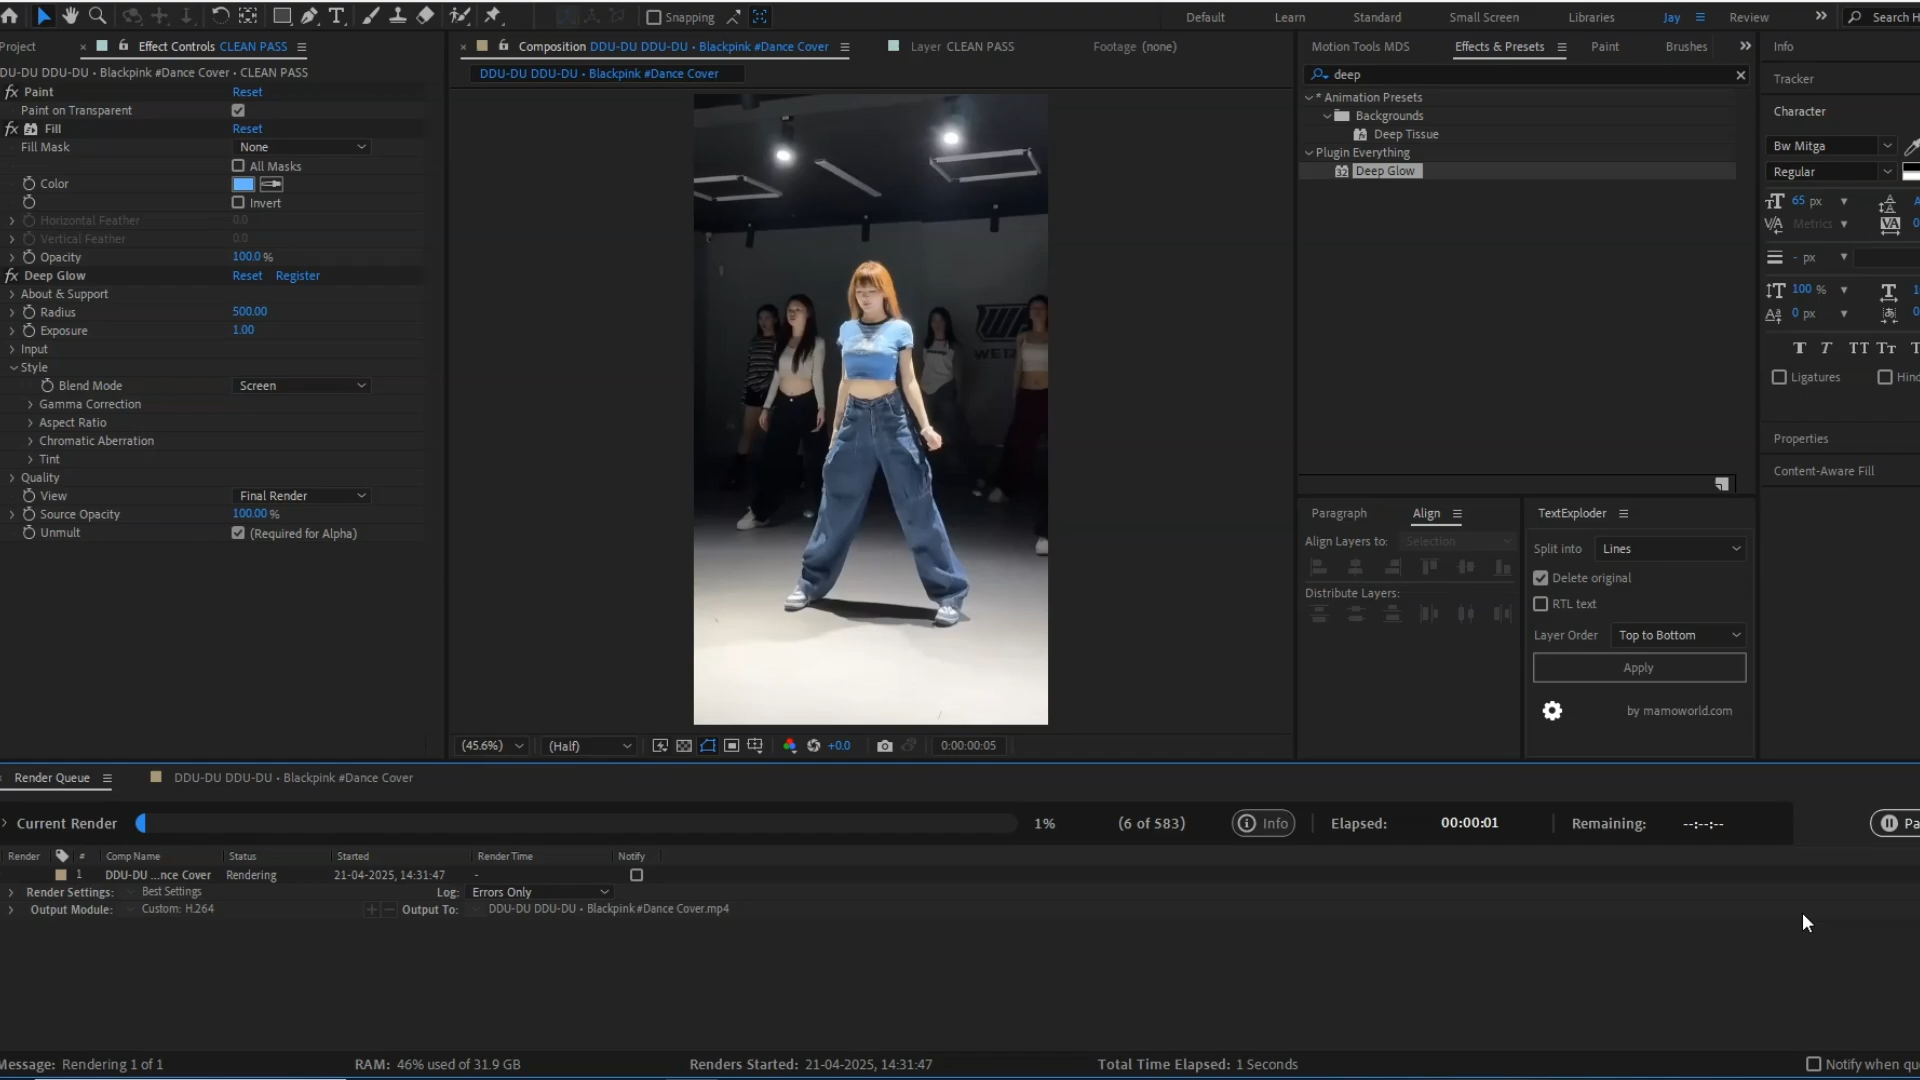 Snapping
Default
Learn
Standard
Small Screen
Libraries
Jay
Review
Search H
Project
Effect Controls CLEAN PASS
Composition DDU-DU DDU-DU • Blackpink #Dance Cover
Layer CLEAN PASS
Footage (none)
Motion Tools MDS
Effects & Presets
Paint
Brushes
Info
DU-DU DDU-DU • Blackpink #Dance Cover • CLEAN PASS
DDU-DU DDU-DU • Blackpink #Dance Cover
fx Paint
Reset
Paint on Transparent
fx Fill
Reset
Fill Mask
None
All Masks
Color
Invert
Horizontal Feather
0.0
Vertical Feather
0.0
Opacity
100.0 %
fx Deep Glow
Reset
Register
About & Support
Radius
500.00
Exposure
1.00
Input
Style
Blend Mode
Screen
Gamma Correction
Aspect Ratio
Chromatic Aberration
Tint
Quality
View
Final Render
Source Opacity
100.00 %
Unmult
(Required for Alpha)
deep
* Animation Presets
Backgrounds
Deep Tissue
Plugin Everything
32
Deep Glow
Tracker
Character
Bw Mitga
Regular
65 px
Metrics
- px
100 %
0 px
T T TT Tt
Ligatures
Hind
Properties
Content-Aware Fill
Paragraph
Align
Align Layers to:
Selection
Distribute Layers:
TextExploder
Split into
Lines
Delete original
RTL text
Layer Order
Top to Bottom
Apply
by mamoworld.com
(45.6%)
(Half)
+0.0
0:00:00:05
Render Queue
DDU-DU DDU-DU • Blackpink #Dance Cover
Current Render
1%
(6 of 583)
Info
Elapsed:
00:00:01
Remaining:
--:--:--
Pa
Render
#
Comp Name
Status
Started
Render Time
Notify
1
DDU-DU ...nce Cover
Rendering
21-04-2025, 14:31:47
-
Render Settings:
Best Settings
Log:
Errors Only
Output Module:
Custom: H.264
Output To:
DDU-DU DDU-DU • Blackpink #Dance Cover.mp4
Message: Rendering 1 of 1
RAM: 46% used of 31.9 GB
Renders Started: 21-04-2025, 14:31:47
Total Time Elapsed: 1 Seconds
Notify when qu